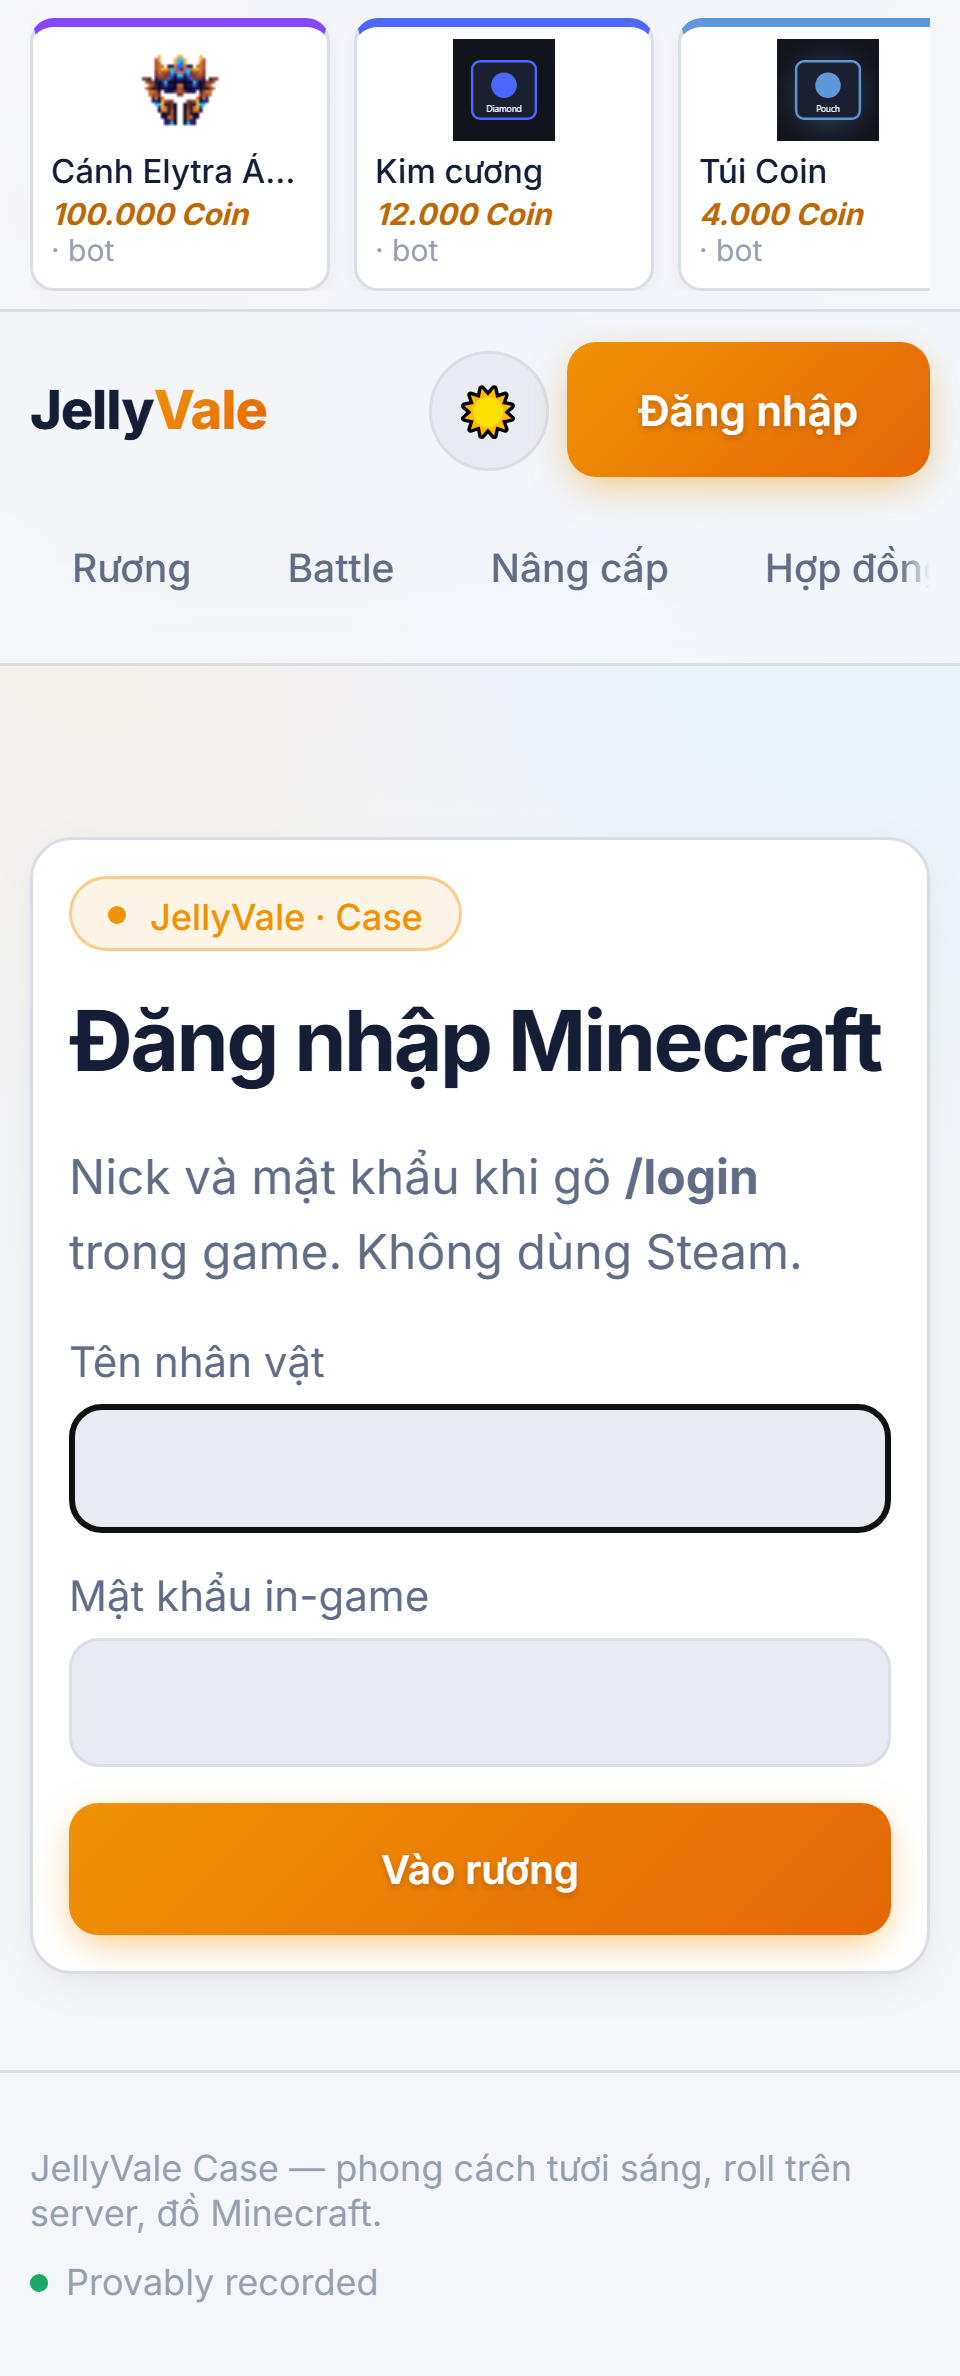 Diamond
Pouch
Cánh Elytra Á...
Kim cương
Túi Coin
100.000 Coin
12.000 Coin
4.000 Coin
· bot
· bot
· bot
JellyVale
Đăng nhập
Rương
Battle
Nâng cấp
Hợp đồn
JellyVale · Case
Đăng nhập Minecraft
Nick và mật khẩu khi gõ /login
trong game. Không dùng Steam.
Tên nhân vật
Mật khẩu in-game
Vào rương
JellyVale Case — phong cách tươi sáng, roll trên
server, đồ Minecraft.
Provably recorded